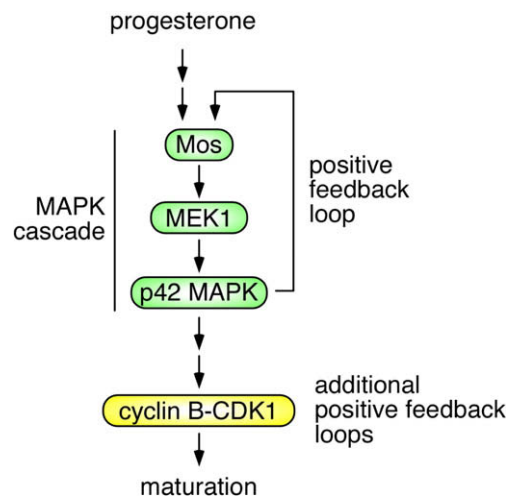 progesterone
Mos
positive
feedback
loop
MAPK
cascade
MEK1
p42 MAPK
cyclin B-CDK1
additional
positive feedback
loops
maturation